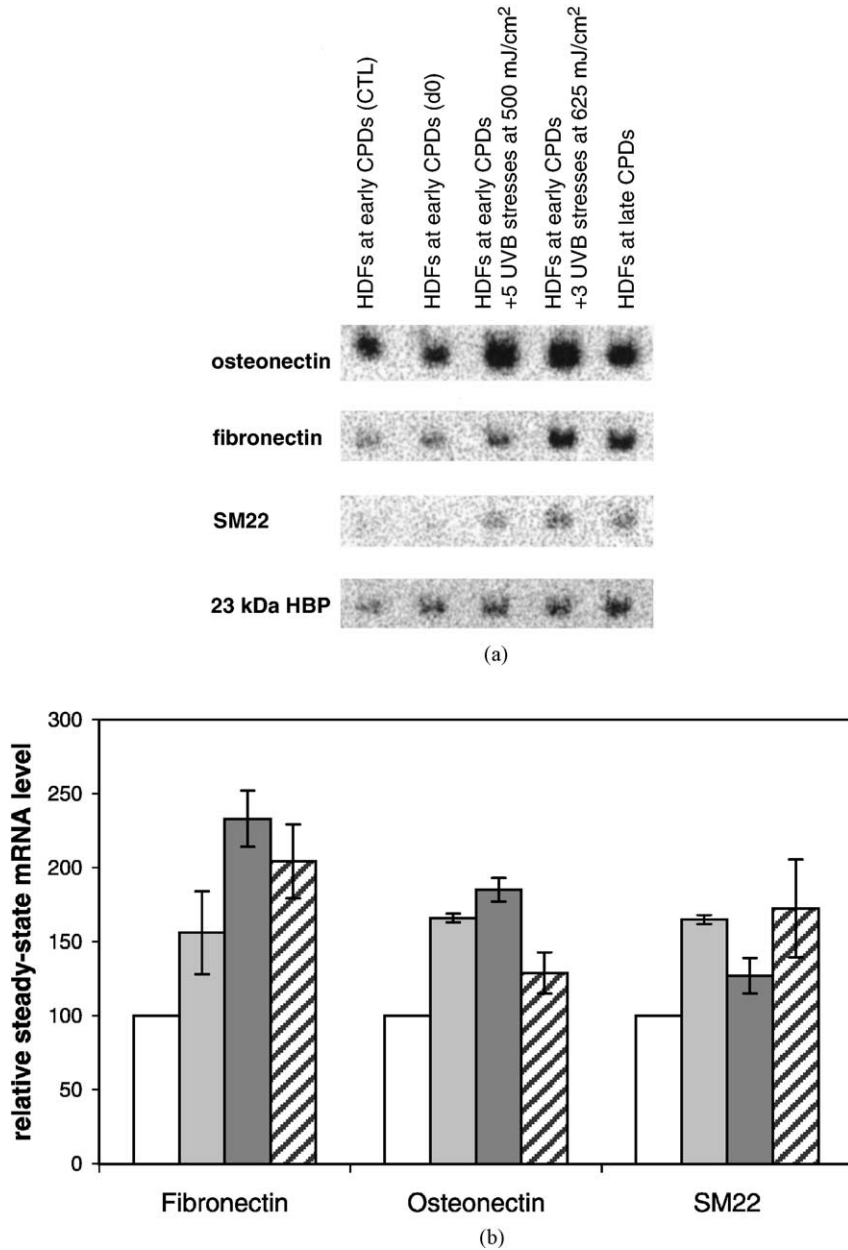 HDFs at early CPDs (CTL)
HDFs at early CPDs (d0)
HDFs at early CPDs
+5 UVB stresses at 500 mJ/cm²
HDFs at early CPDs
+3 UVB stresses at 625 mJ/cm²
HDFs at late CPDs
osteonectin
fibronectin
SM22
23 kDa HBP
(a)
relative steady-state mRNA level
300
250
200
150
100
50
0
Fibronectin
Osteonectin
SM22
(b)